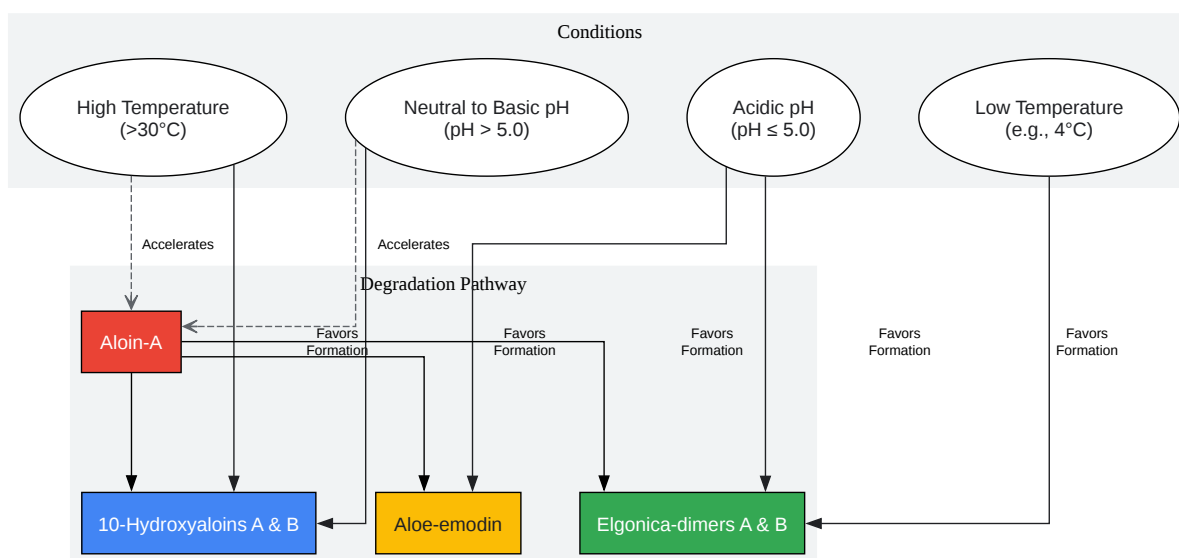 Conditions
High Temperature
(>30°C)
Neutral to Basic pH
(pH > 5.0)
Acidic pH
(pH ≤ 5.0)
Low Temperature
(e.g., 4°C)
Accelerates
Accelerates
Degradation Pathway
Aloin-A
Favors
Formation
Favors
Formation
Favors
Formation
Favors
Formation
Favors
Formation
10-Hydroxyaloins A & B
Aloe-emodin
Elgonica-dimers A & B